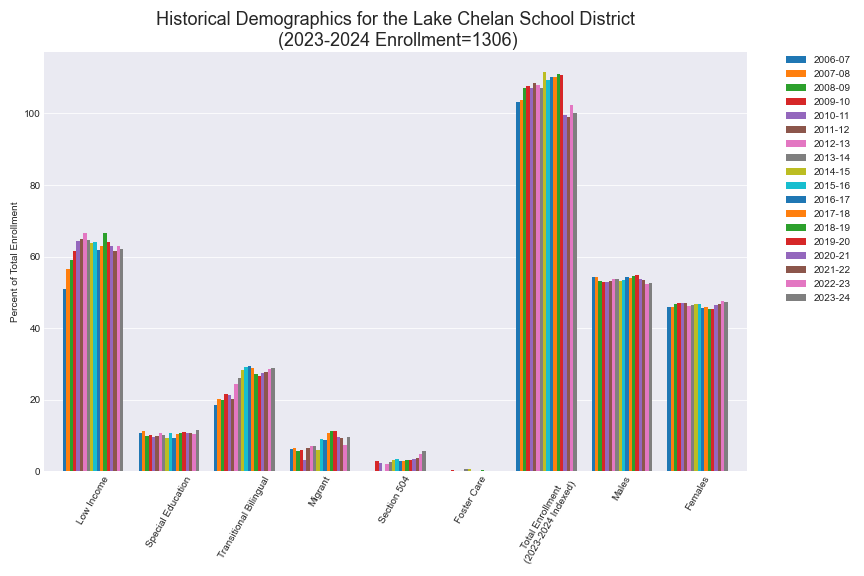 Historical Demographics for the Lake Chelan School District
(2023-2024 Enrollment=1306)
Percent of Total Enrollment
100
80
60
40
20
0
Low Income
Special Education
Transitional Bilingual
Migrant
Section 504
Foster Care
Total Enrollment
(2023-2024 Indexed)
Males
Females
2006-07
2007-08
2008-09
2009-10
2010-11
2011-12
2012-13
2013-14
2014-15
2015-16
2016-17
2017-18
2018-19
2019-20
2020-21
2021-22
2022-23
2023-24